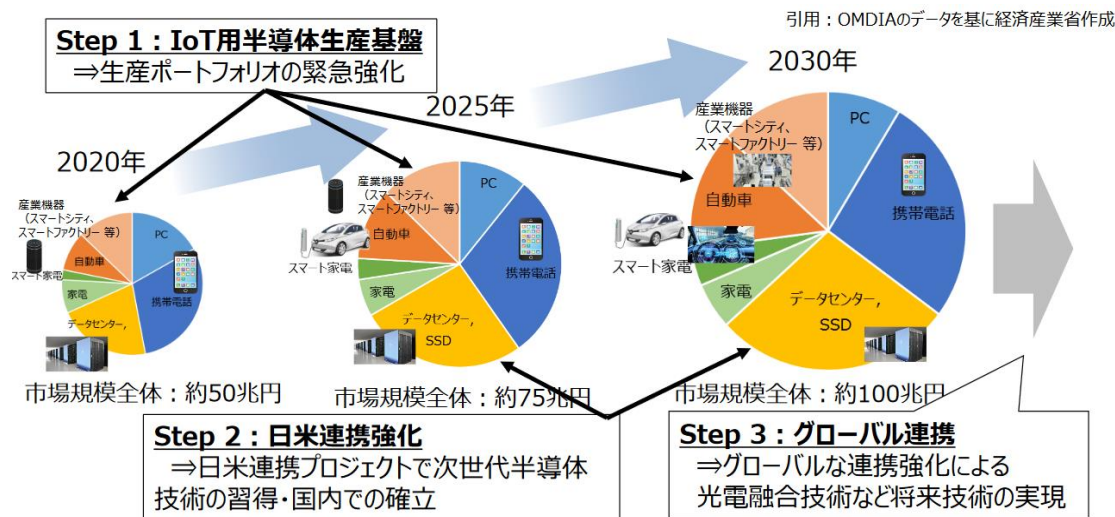 引用：OMDIAのデータを基に経済産業省作成
Step 1：IoT用半導体生産基盤
⇒生産ポートフォリオの緊急強化
2020年
産業機器
（スマートシティ、
スマートファクトリー 等）
PC
自動車
スマート家電
家電
携帯電話
データセンター,
市場規模全体：約50兆円
2025年
産業機器
（スマートシティ、
スマートファクトリー 等）
PC
自動車
スマート家電
携帯電話
家電
データセンター,
SSD
市場規模全体：約75兆円
2030年
産業機器
（スマートシティ、
スマートファクトリー 等）
PC
自動車
携帯電話
スマート家電
家電
データセンター,
SSD
市場規模全体：約100兆円
Step 2：日米連携強化
⇒日米連携プロジェクトで次世代半導体
技術の習得・国内での確立
Step 3：グローバル連携
⇒グローバルな連携強化による
光電融合技術など将来技術の実現